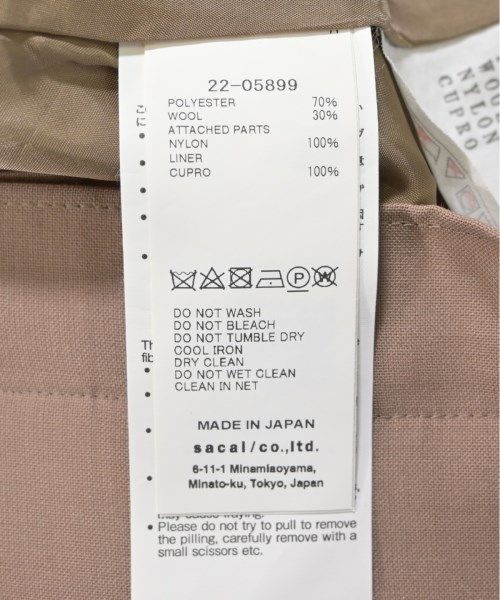 22-05899
POLYESTER 70%
WOOL 30%
ATTACHED PARTS
NYLON 100%
LINER
CUPRO 100%
DO NOT WASH
DO NOT BLEACH
DO NOT TUMBLE DRY
COOL IRON
DRY CLEAN
DO NOT WET CLEAN
CLEAN IN NET
MADE IN JAPAN
sacai/co.,ltd.
6-11-1 Minamiaoyama,
Minato-ku, Tokyo, Japan
may cause fraying.
• Please do not try to pull to remove
the pilling, carefully remove with a
small scissors etc.
NYLON
CUPRO